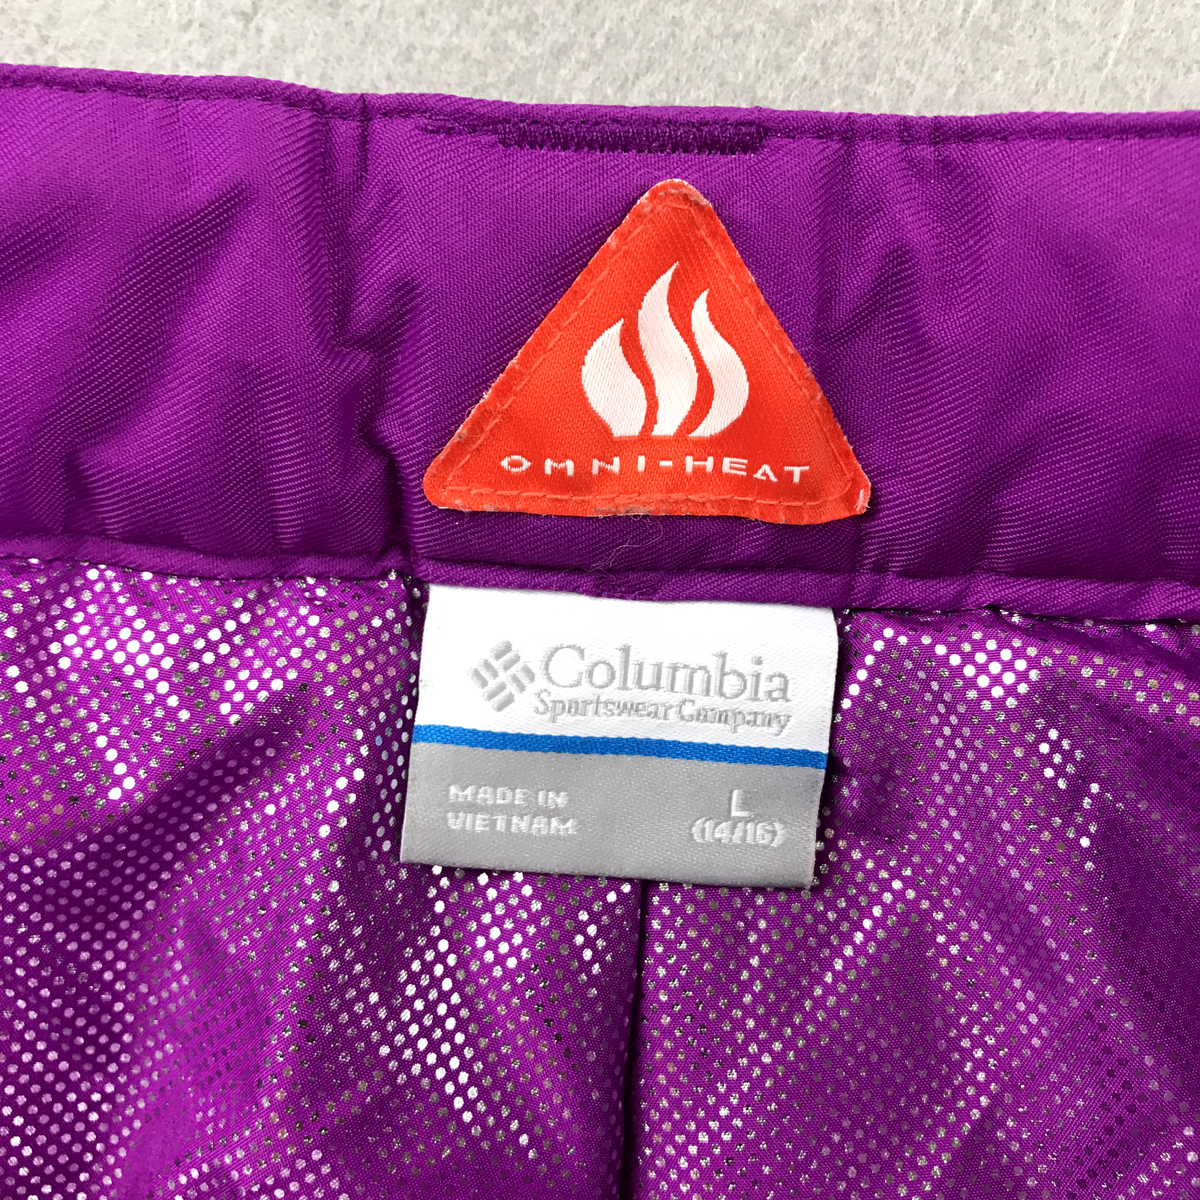 OMNI-HEAT
Columbia
Sportswear Company
MADE IN
VIETNAM
L
(14/16)